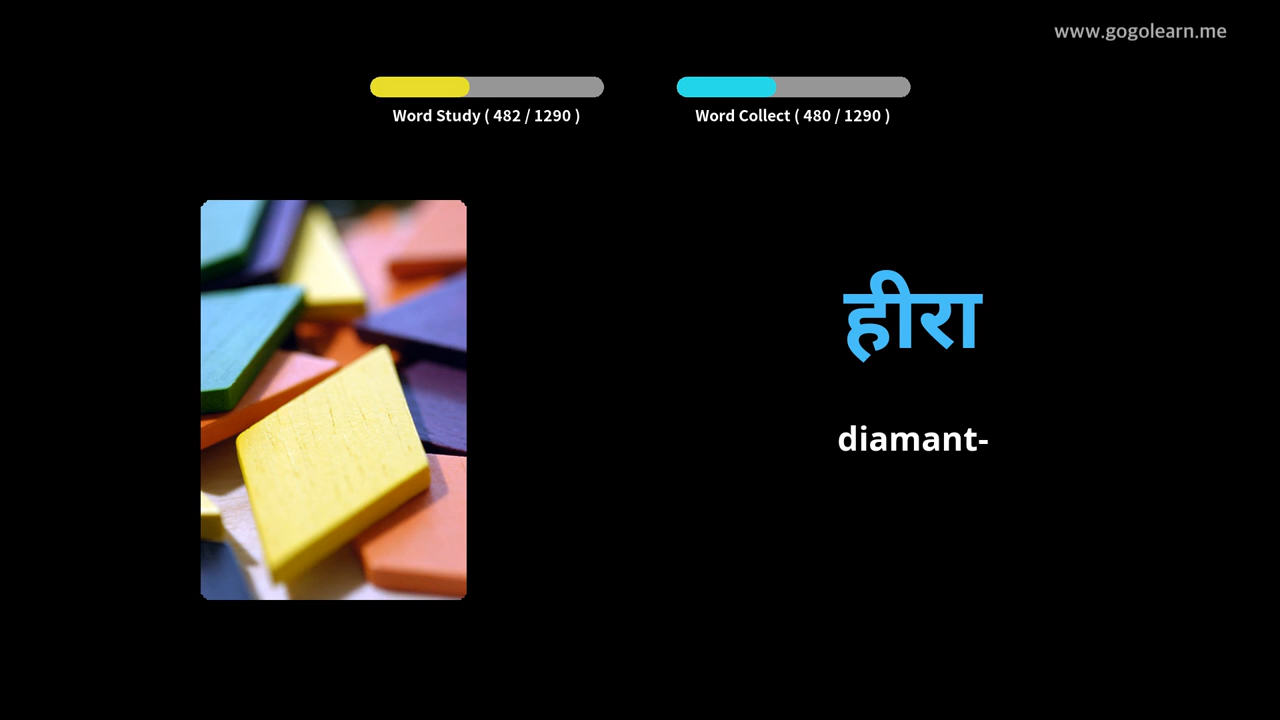 www.gogolearn.me
Word Study ( 482 / 1290 )
Word Collect ( 480 / 1290 )
हीरा
diamant-